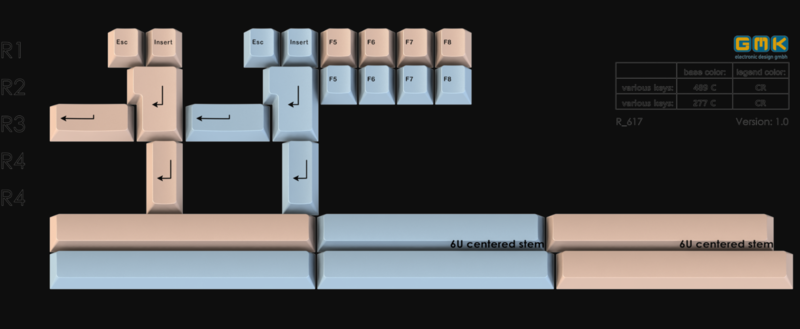 R1
Esc Insert Esc Insert F5 F6 F7 F8
GMK
electronic design gmbh
R2
F5 F6 F7 F8
base color: legend color:
various keys: 489 C CR
various keys: 277 C CR
R3
R_617 Version: 1.0
R4
R4
6U centered stem 6U centered stem